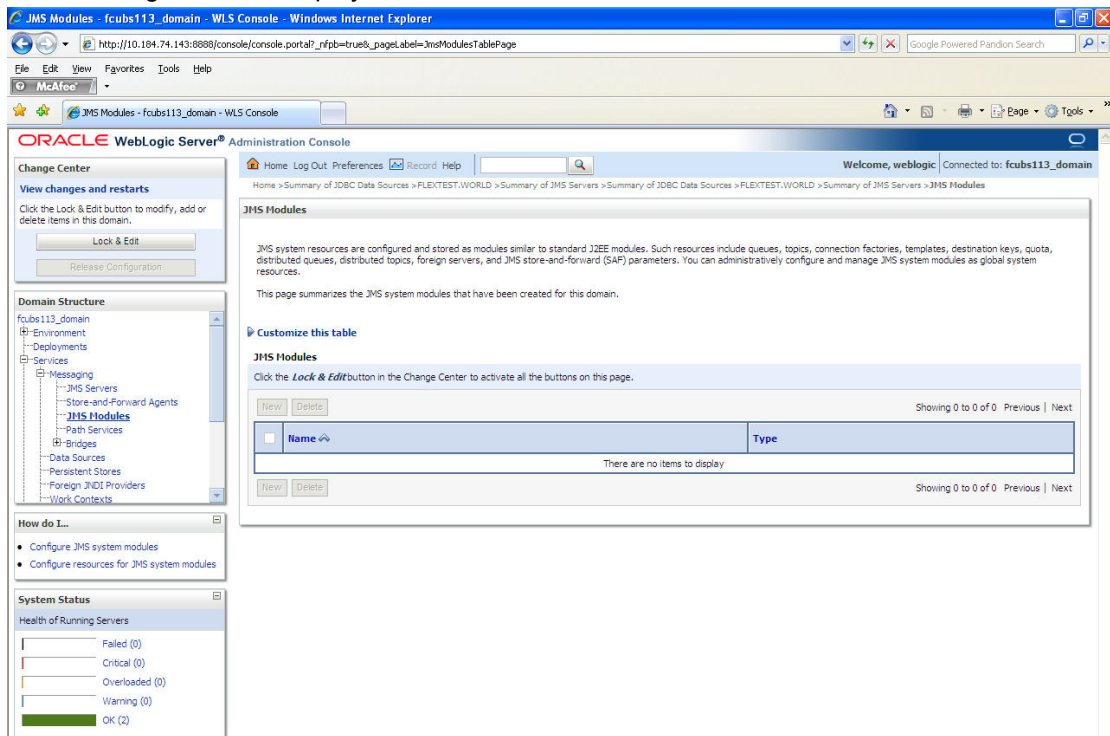 JMS Modules - fcubs113_domain - WLS Console - Windows Internet Explorer
http://10.184.74.143:8888/console/console.portal?_nfpb=true&_pageLabel=JmsModulesTablePage
Google Powered Pandion Search
File Edit View Favorites Tools Help
McAfee
JMS Modules - fcubs113_domain - WLS Console
Page Tools
ORACLE WebLogic Server® Administration Console
Change Center
View changes and restarts
Click the Lock & Edit button to modify, add or
delete items in this domain.
Lock & Edit
Release Configuration
Domain Structure
fcubs113_domain
Environment
Deployments
Services
Messaging
JMS Servers
Store-and-Forward Agents
JMS Modules
Path Services
Bridges
Data Sources
Persistent Stores
Foreign JNDI Providers
Work Contexts
How do I...
Configure JMS system modules
Configure resources for JMS system modules
System Status
Health of Running Servers
Failed (0)
Critical (0)
Overloaded (0)
Warning (0)
OK (2)
Home Log Out Preferences Record Help
Welcome, weblogic Connected to: fcubs113_domain
Home >Summary of JDBC Data Sources >FLEXTEST.WORLD >Summary of JMS Servers >Summary of JDBC Data Sources >FLEXTEST.WORLD >Summary of JMS Servers >JMS Modules
JMS Modules
JMS system resources are configured and stored as modules similar to standard J2EE modules. Such resources include queues, topics, connection factories, templates, destination keys, quota,
distributed queues, distributed topics, foreign servers, and JMS store-and-forward (SAF) parameters. You can administratively configure and manage JMS system modules as global system
resources.
This page summarizes the JMS system modules that have been created for this domain.
Customize this table
JMS Modules
Click the Lock & Edit button in the Change Center to activate all the buttons on this page.
New Delete
Showing 0 to 0 of 0 Previous | Next
Name Type
There are no items to display
New Delete
Showing 0 to 0 of 0 Previous | Next